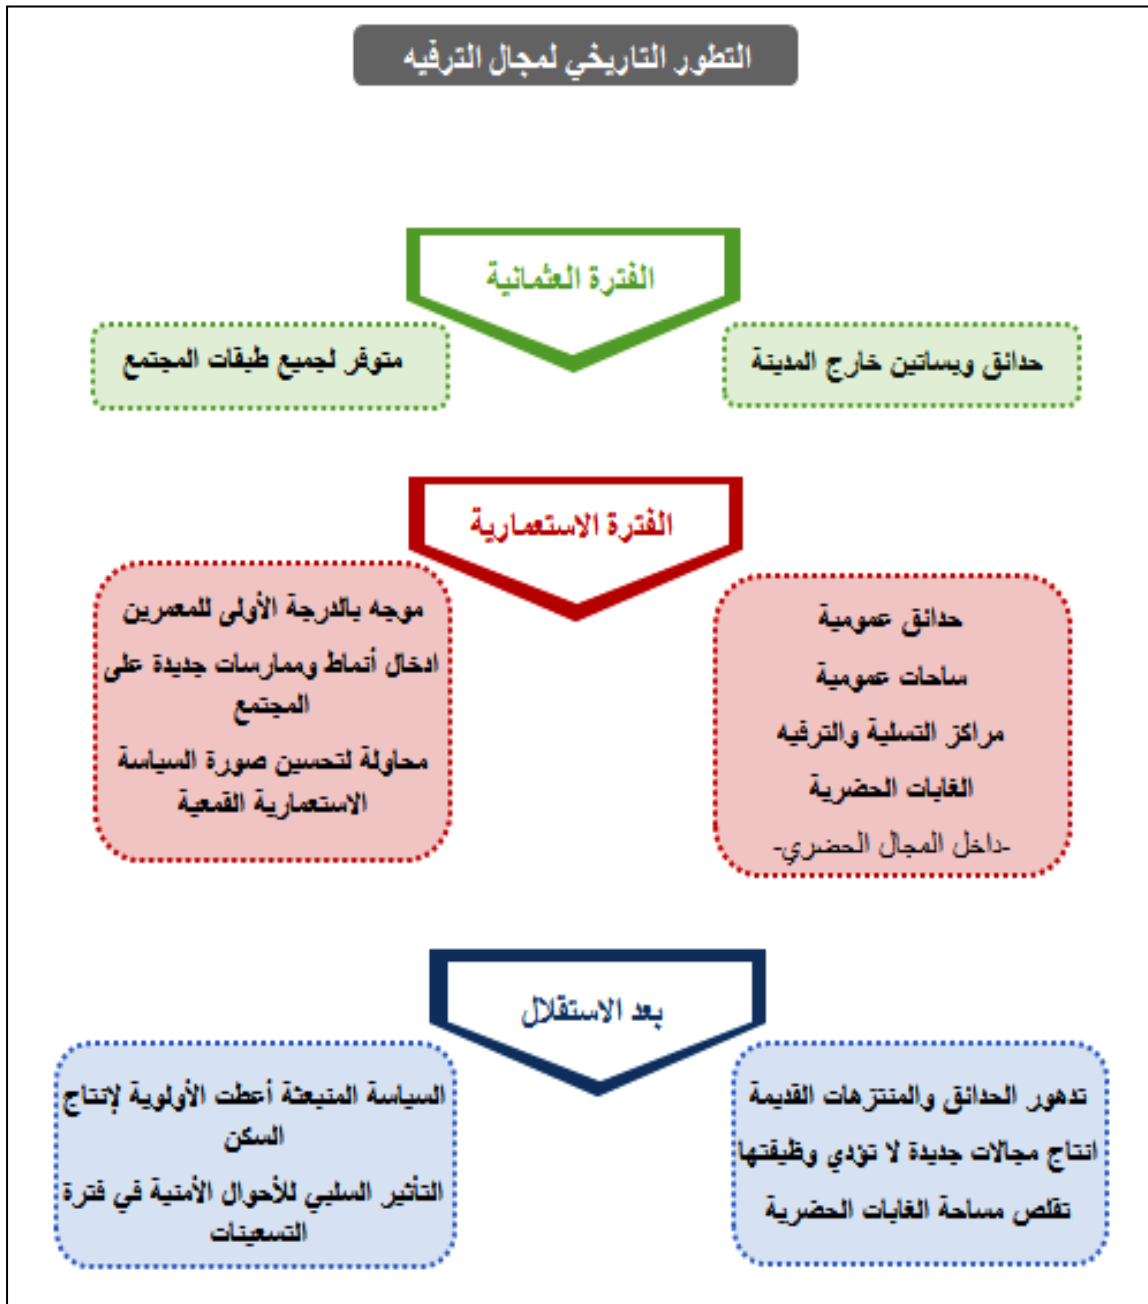 التطور التاريخي لمجال الترفيه
الفترة العثمانية
حدائق وبساتين خارج المدينة
متوفر لجميع طبقات المجتمع
الفترة الاستعمارية
حدائق عمومية
ساحات عمومية
مراكز التسلية والترفيه
الغابات الحضرية
-داخل المجال الحضري-
موجه بالدرجة الأولى للمعمرين
ادخال أنماط وممارسات جديدة على
المجتمع
محاولة لتحسين صورة السياسة
الاستعمارية القمعية
بعد الاستقلال
تدهور الحدائق والمنتزهات القديمة
انتاج مجالات جديدة لا تؤدي وظيفتها
تقلص مساحة الغابات الحضرية
السياسة المنبعثة أعطت الأولوية لإنتاج
السكن
التأثير السلبي للأحوال الأمنية في فترة
التسعينات